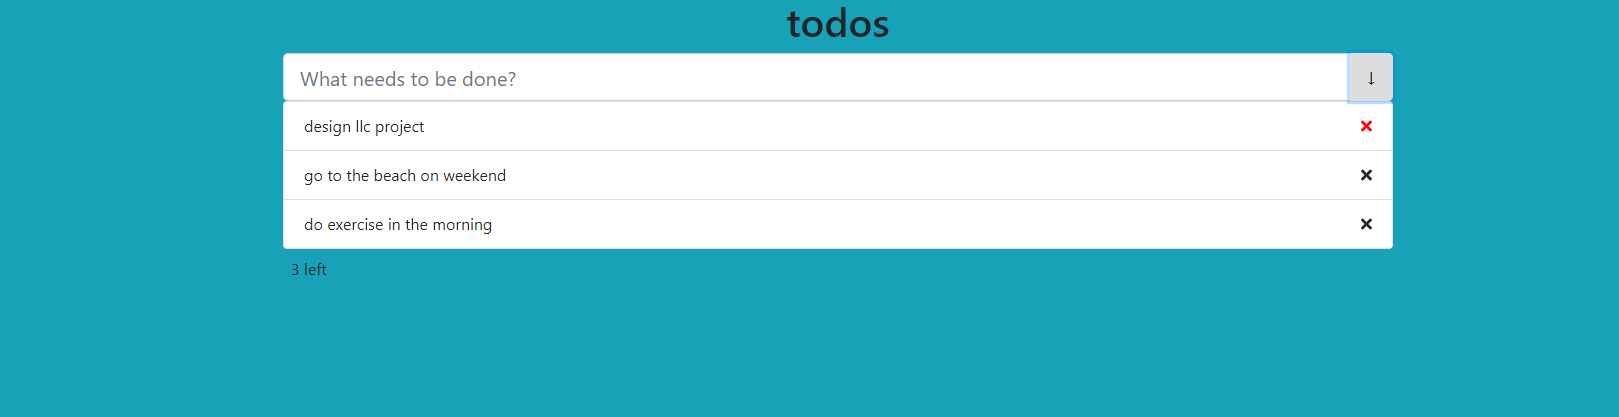 todos
What needs to be done?
↓
design llc project
go to the beach on weekend
do exercise in the morning
3 left